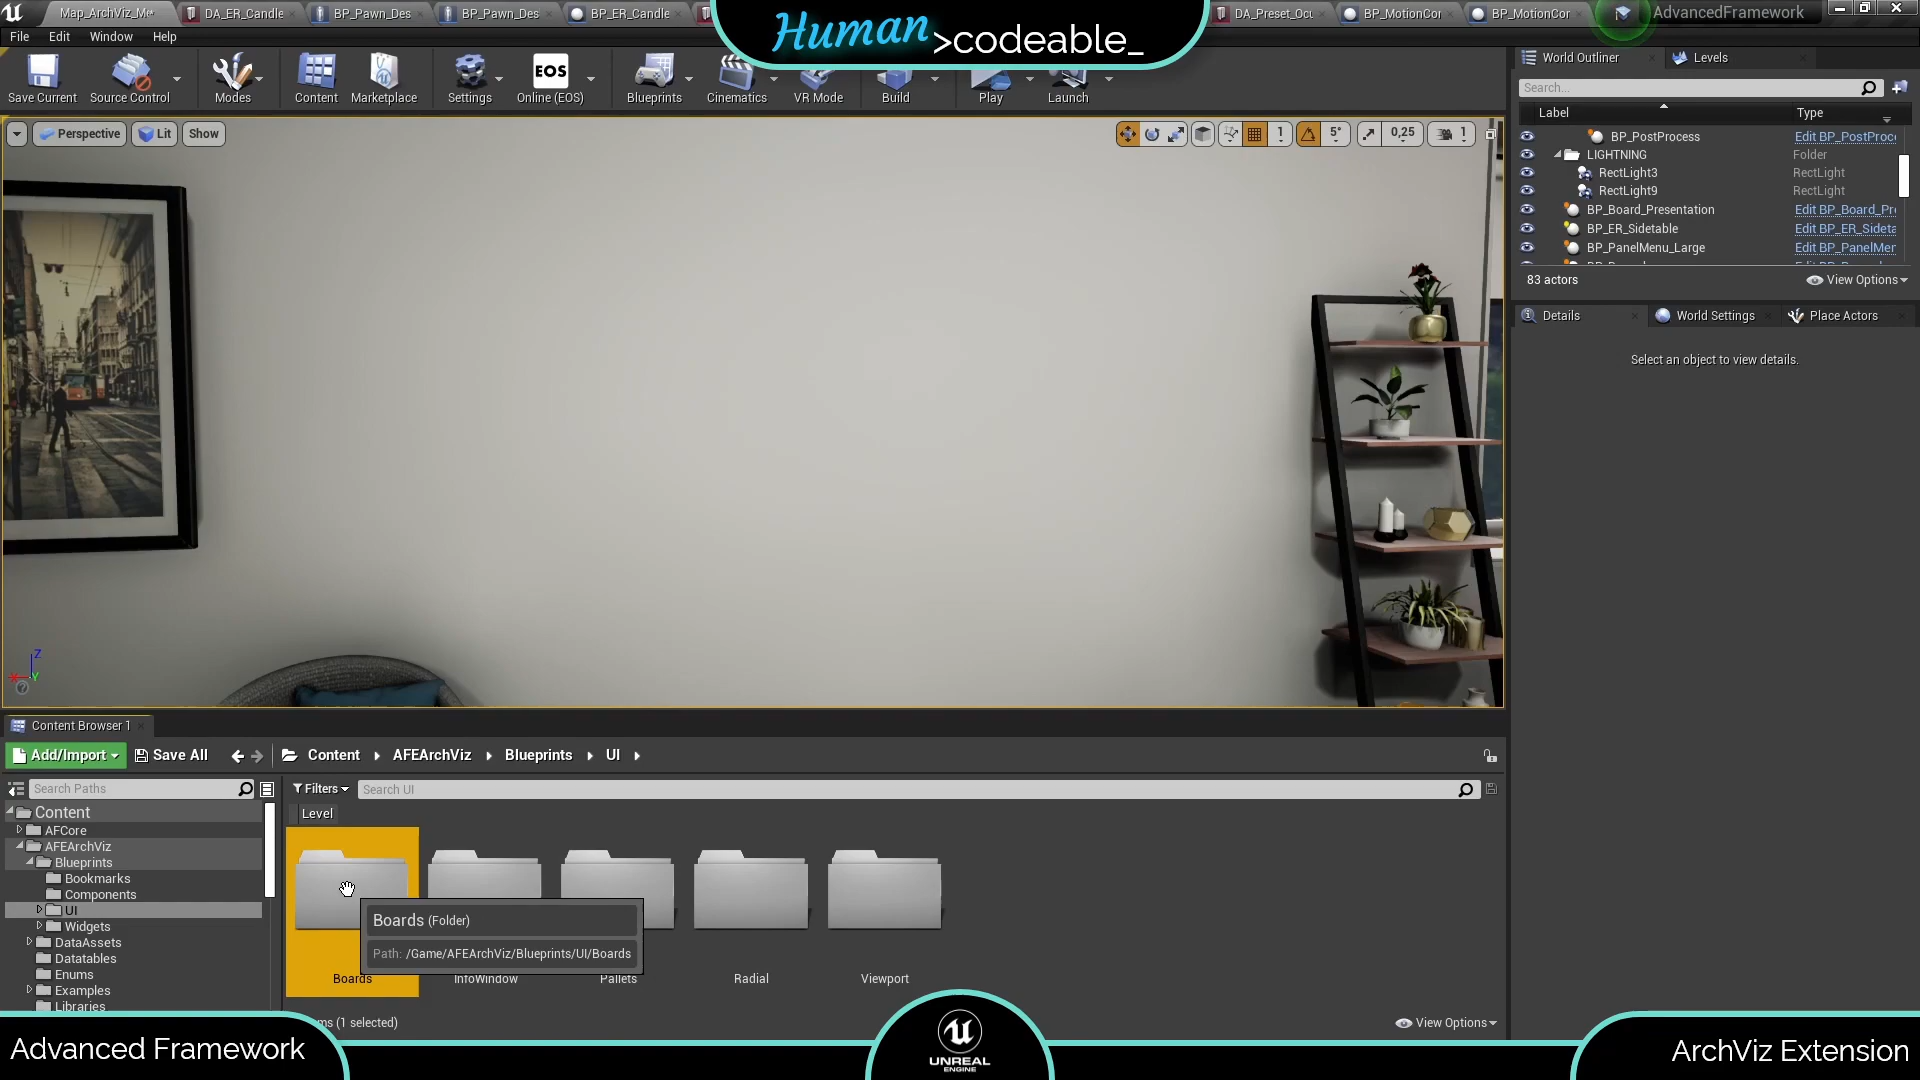 Map_ArchViz_Me*
DA_ER_Candle
BP_Pawn_Des
BP_Pawn_Des
BP_ER_Candle
DA_Preset_Ocu
BP_MotionCor
BP_MotionCor
AdvancedFramework
Human >codeable_
File
Edit
Window
Help
Save Current
Source Control
Modes
Content
Marketplace
Settings
EOS
Online (EOS)
Blueprints
Cinematics
VR Mode
Build
Play
Launch
Perspective
Lit
Show
1
5°
0,25
1
World Outliner
Levels
Search...
Label
Type
BP_PostProcess
Edit BP_PostProc
LIGHTNING
Folder
RectLight3
RectLight
RectLight9
RectLight
BP_Board_Presentation
Edit BP_Board_Pr
BP_ER_Sidetable
Edit BP_ER_Sideta
BP_PanelMenu_Large
Edit BP_PanelMen
83 actors
View Options
Details
World Settings
Place Actors
Select an object to view details.
Z
X
Y
Content Browser 1
Add/Import
Save All
Content
AFEArchViz
Blueprints
UI
Search Paths
Filters
Search UI
Level
Content
AFCore
AFEArchViz
Blueprints
Bookmarks
Components
UI
Widgets
DataAssets
Datatables
Enums
Examples
Libraries
Boards (Folder)
Path: /Game/AFEArchViz/Blueprints/UI/Boards
Boards
InfoWindow
Pallets
Radial
Viewport
ms (1 selected)
View Options
Advanced Framework
UNREAL
ENGINE
ArchViz Extension